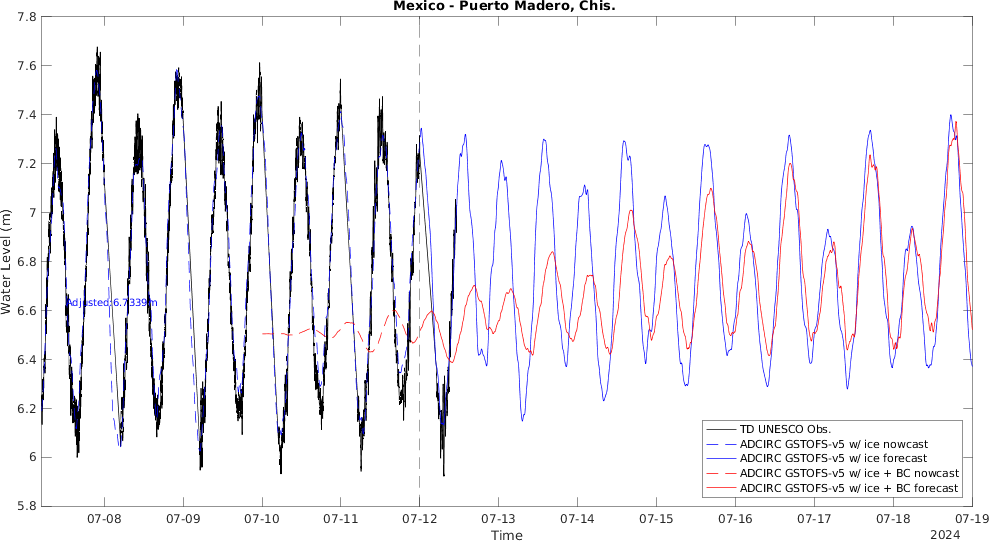 Mexico - Puerto Madero, Chis.
7.8
7.6
7.4
7.2
7
6.8
6.6
6.4
6.2
6
5.8
Water Level (m)
Adjusted:6.7339m
TD UNESCO Obs.
ADCIRC GSTOFS-v5 w/ ice nowcast
ADCIRC GSTOFS-v5 w/ ice forecast
ADCIRC GSTOFS-v5 w/ ice + BC nowcast
ADCIRC GSTOFS-v5 w/ ice + BC forecast
07-08 07-09 07-10 07-11 07-12 07-13 07-14 07-15 07-16 07-17 07-18 07-19
Time
2024